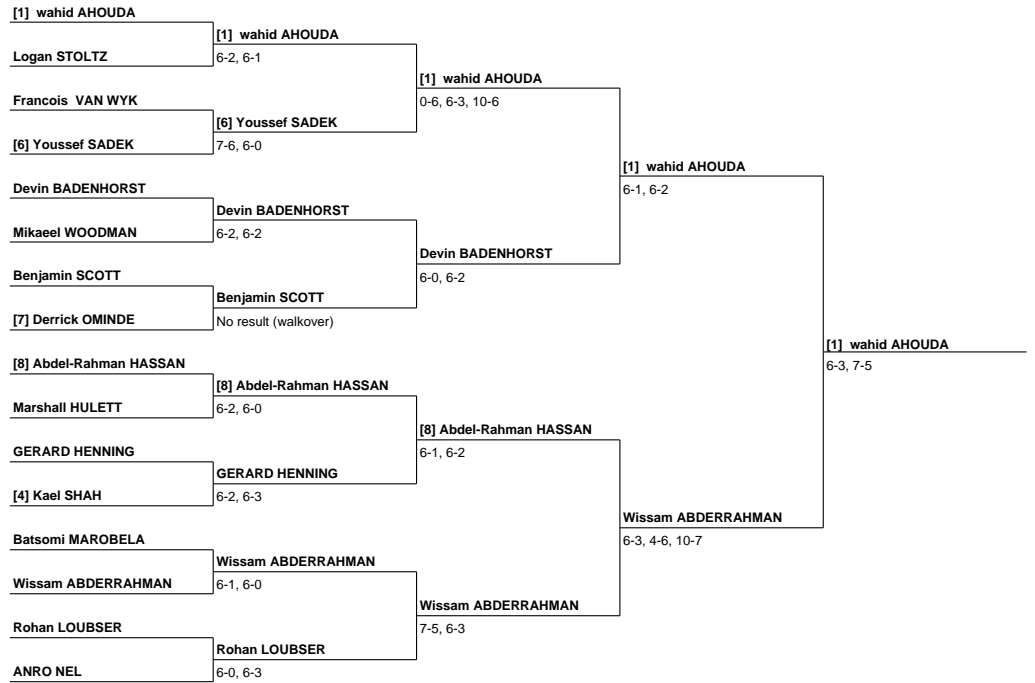 [1] wahid AHOUDA
Logan STOLTZ
Francois VAN WYK
[6] Youssef SADEK
Devin BADENHORST
Mikaeel WOODMAN
Benjamin SCOTT
[7] Derrick OMINDE
[8] Abdel-Rahman HASSAN
Marshall HULETT
GERARD HENNING
[4] Kael SHAH
Batsomi MAROBELA
Wissam ABDERRAHMAN
Rohan LOUBSER
ANRO NEL
[1] wahid AHOUDA
6-2, 6-1
[6] Youssef SADEK
7-6, 6-0
Devin BADENHORST
6-2, 6-2
Benjamin SCOTT
No result (walkover)
[8] Abdel-Rahman HASSAN
6-2, 6-0
GERARD HENNING
6-2, 6-3
Wissam ABDERRAHMAN
6-1, 6-0
Rohan LOUBSER
6-0, 6-3
[1] wahid AHOUDA
0-6, 6-3, 10-6
Devin BADENHORST
6-0, 6-2
[8] Abdel-Rahman HASSAN
6-1, 6-2
Wissam ABDERRAHMAN
7-5, 6-3
[1] wahid AHOUDA
6-1, 6-2
Wissam ABDERRAHMAN
6-3, 4-6, 10-7
[1] wahid AHOUDA
6-3, 7-5